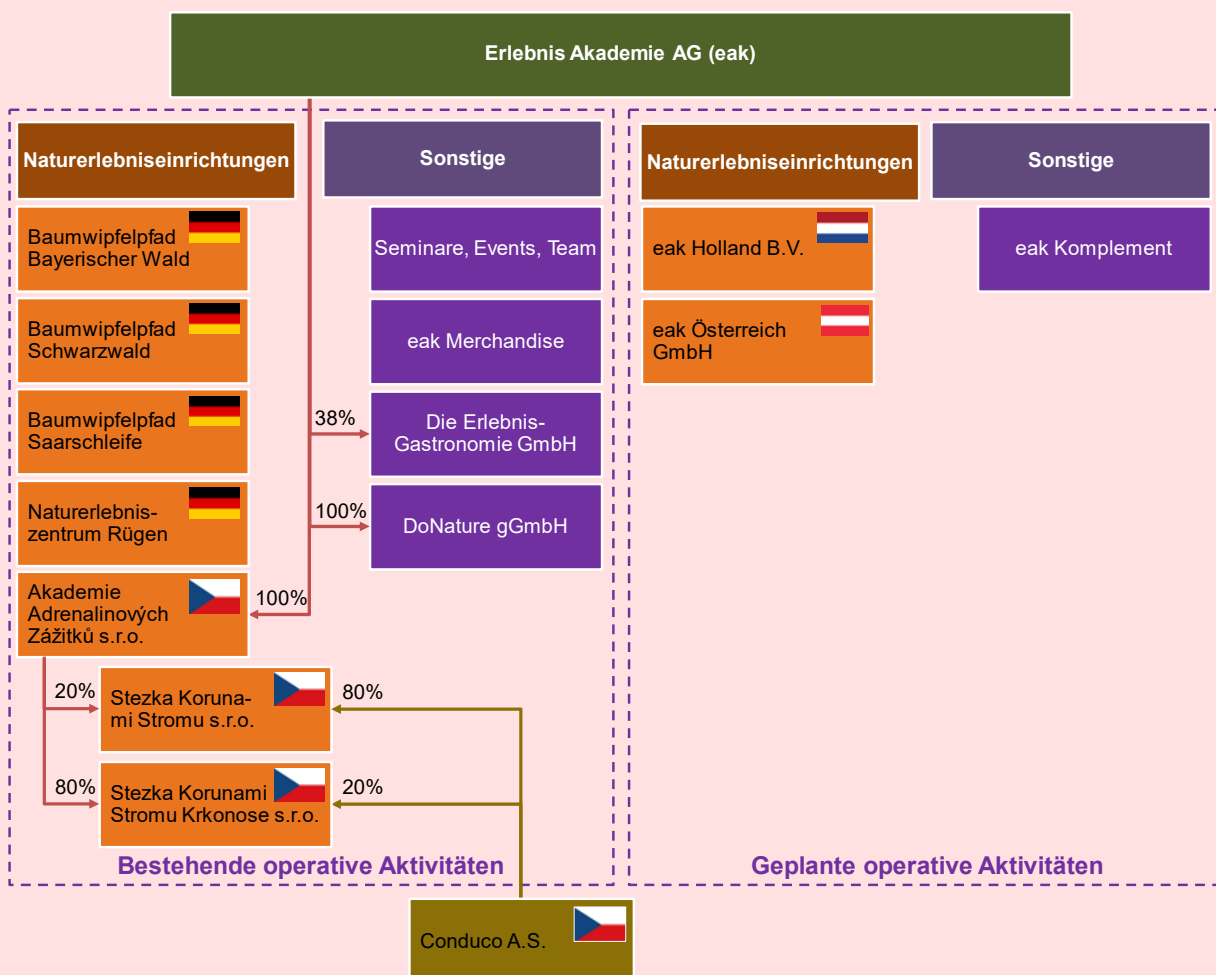 Erlebnis Akademie AG (eak)
Naturerlebniseinrichtungen
Sonstige
Baumwipfelpfad
Bayerischer Wald
Seminare, Events, Team
Baumwipfelpfad
Schwarzwald
eak Merchandise
Baumwipfelpfad
Saarschleife
38%
Die Erlebnis-
Gastronomie GmbH
Naturerlebnis-
zentrum Rügen
100%
DoNature gGmbH
Akademie
Adrenalinových
Zážitků s.r.o.
100%
20%
Stezka Koruna-
mi Stromu s.r.o.
80%
80%
Stezka Korunami
Stromu Krkonose s.r.o.
20%
Bestehende operative Aktivitäten
Naturerlebniseinrichtungen
Sonstige
eak Holland B.V.
eak Komplement
eak Österreich
GmbH
Geplante operative Aktivitäten
Conduco A.S.